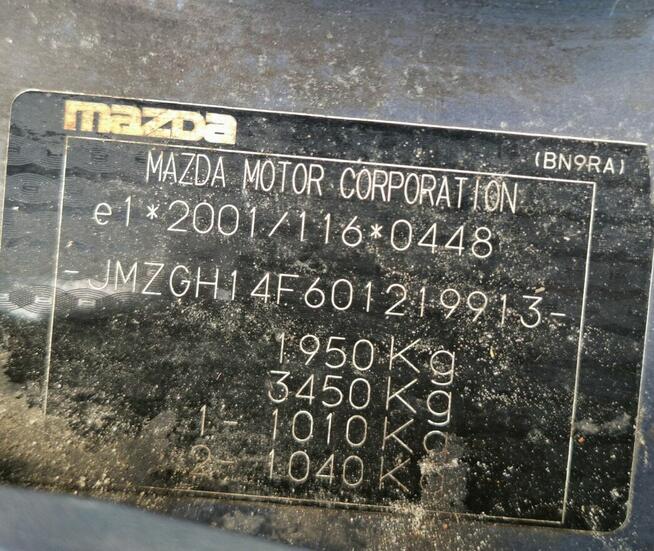 mazda
(BN9RA)
MAZDA MOTOR CORPORATION
e1*2001/116*0448
-JMZGH14F601219913-
1950Kg
3450Kg
1- 1010Kg
2- 1040Kg